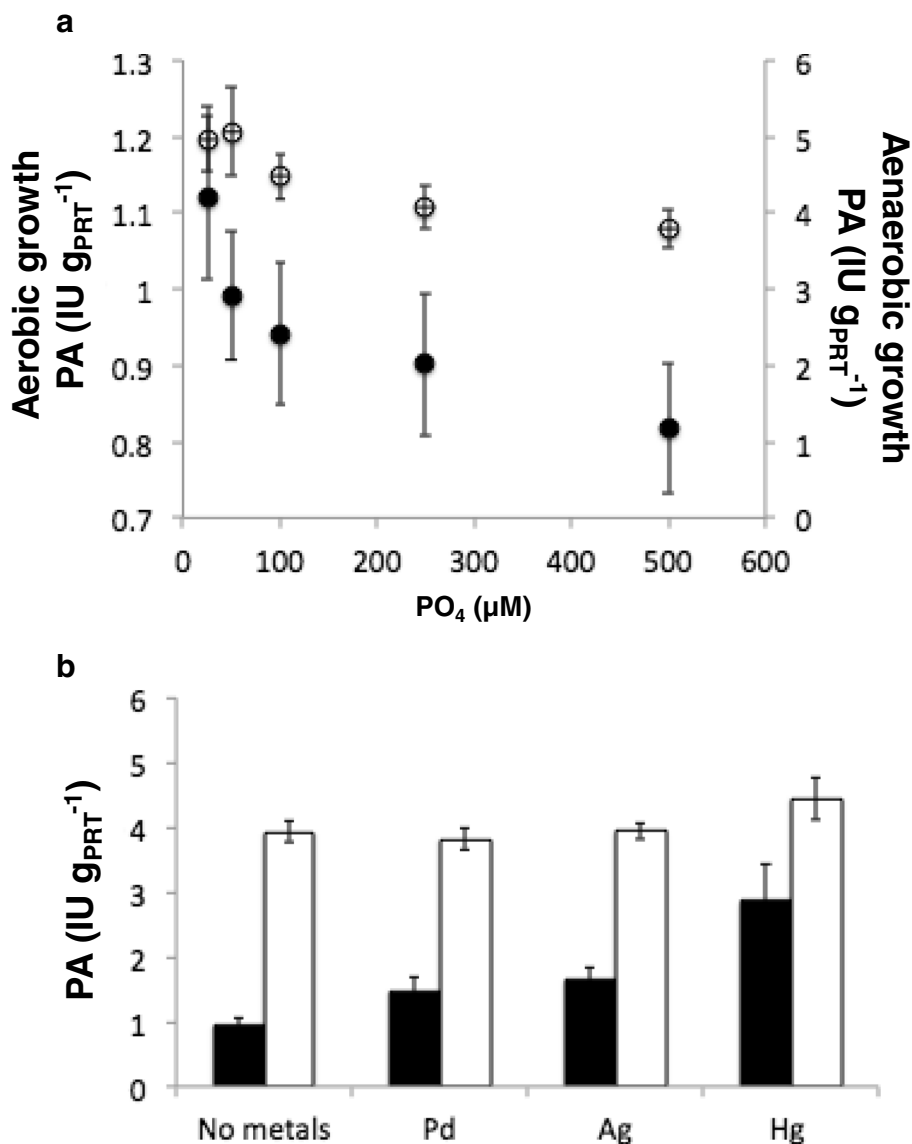 a
1.3
1.2
1.1
1
0.9
0.8
0.7
6
5
4
3
2
1
0
Aerobic growth
PA (IU gPRT-1)
Aenaerobic growth
PA (IU gPRT-1)
0 100 200 300 400 500 600
PO4 (µM)
b
6
5
4
3
2
1
0
PA (IU gPRT-1)
No metals Pd Ag Hg